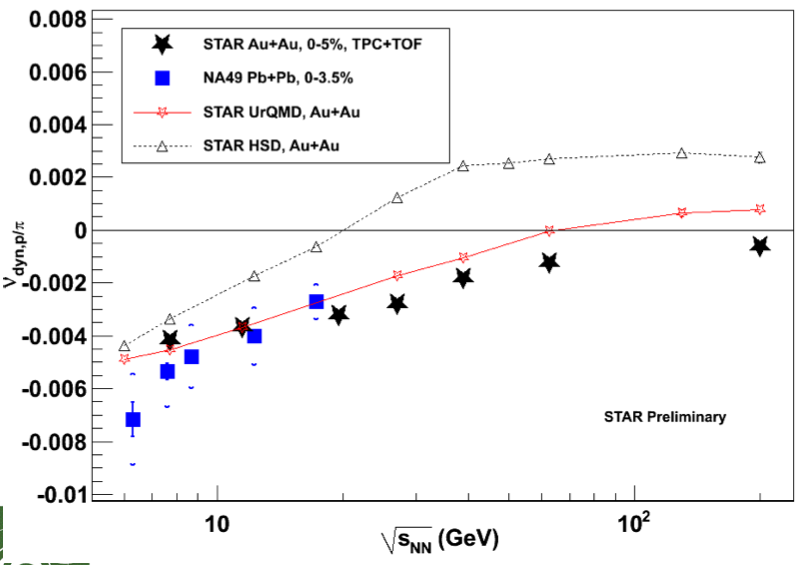 0.008
0.006
0.004
0.002
0
-0.002
-0.004
-0.006
-0.008
-0.01
ν dyn,p/π
STAR Au+Au, 0-5%, TPC+TOF
NA49 Pb+Pb, 0-3.5%
STAR UrQMD, Au+Au
STAR HSD, Au+Au
STAR Preliminary
10
10²
√s NN (GeV)